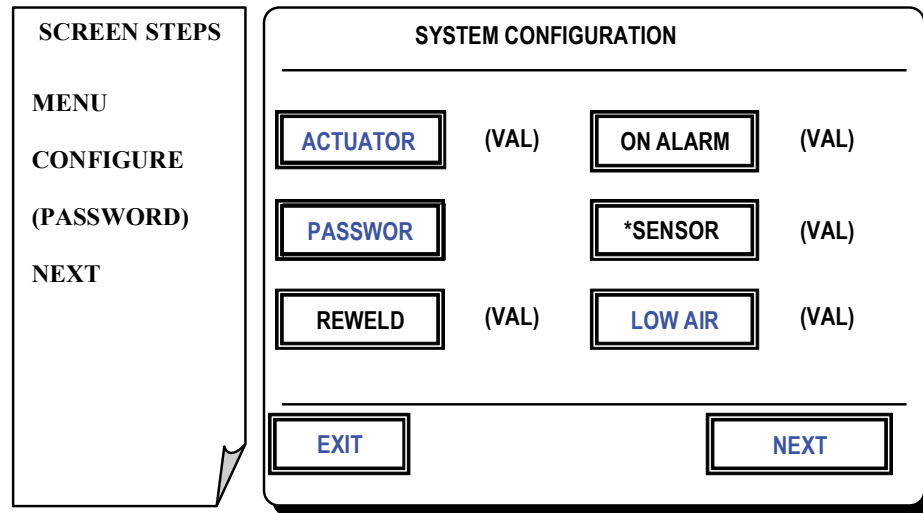 SCREEN STEPS
MENU
CONFIGURE
(PASSWORD)
NEXT
SYSTEM CONFIGURATION
ACTUATOR (VAL) ON ALARM (VAL)
PASSWOR *SENSOR (VAL)
REWELD (VAL) LOW AIR (VAL)
EXIT NEXT